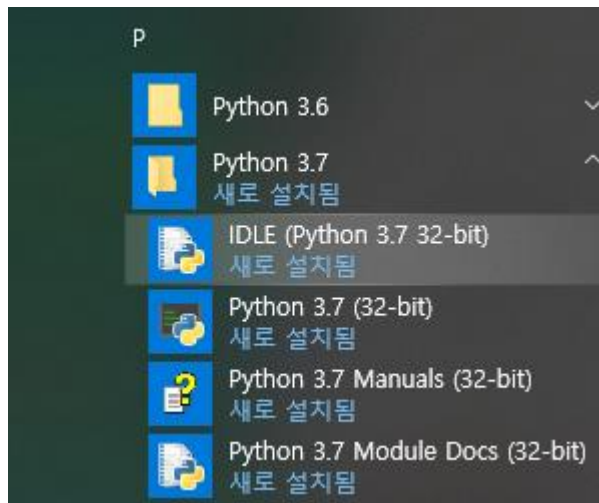 P
Python 3.6
Python 3.7
새로 설치됨
IDLE (Python 3.7 32-bit)
새로 설치됨
Python 3.7 (32-bit)
새로 설치됨
Python 3.7 Manuals (32-bit)
새로 설치됨
Python 3.7 Module Docs (32-bit)
새로 설치됨